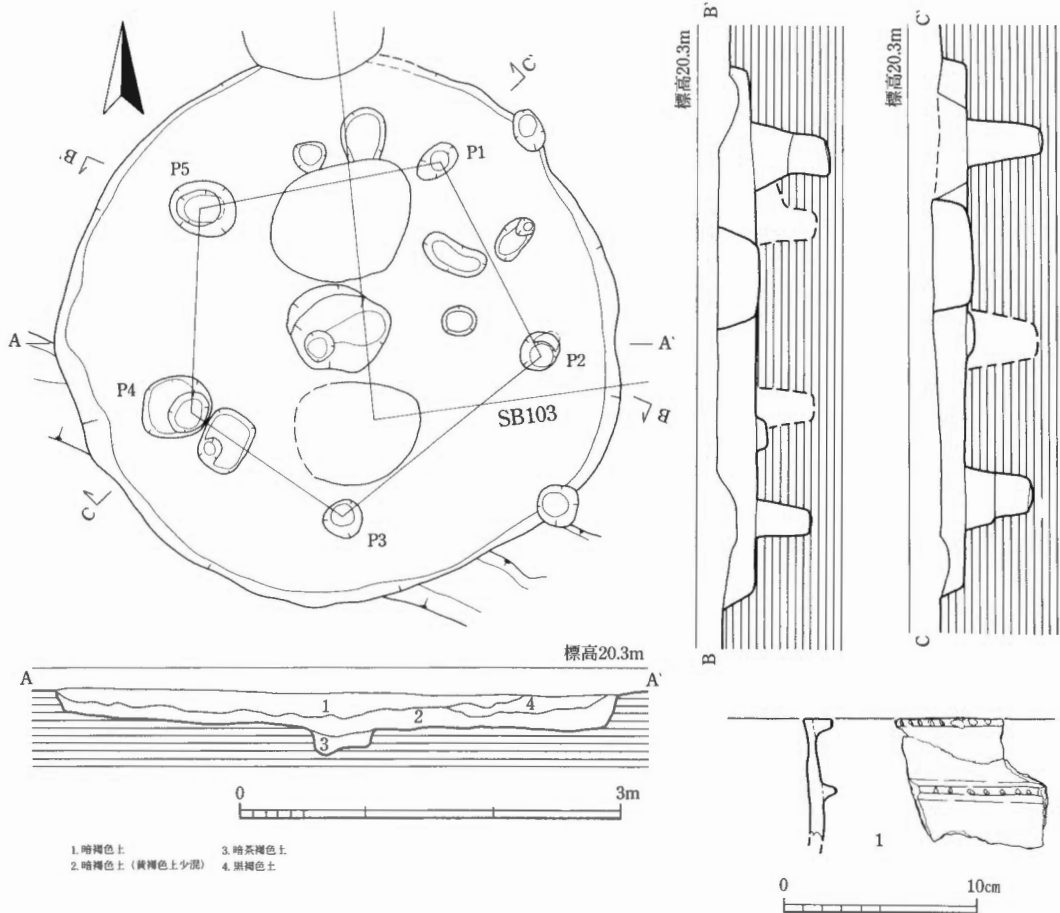 C'
B'
P5
P1
A
A'
P2
P4
SB103
B
C
P3
B'
標高20.3m
B
C'
標高20.3m
C
標高20.3m
A
A'
1
4
2
3
0
3m
1. 暗褐色土
2. 暗褐色土（黄褐色土少混）
3. 暗茶褐色土
4. 黒褐色土
1
0
10cm